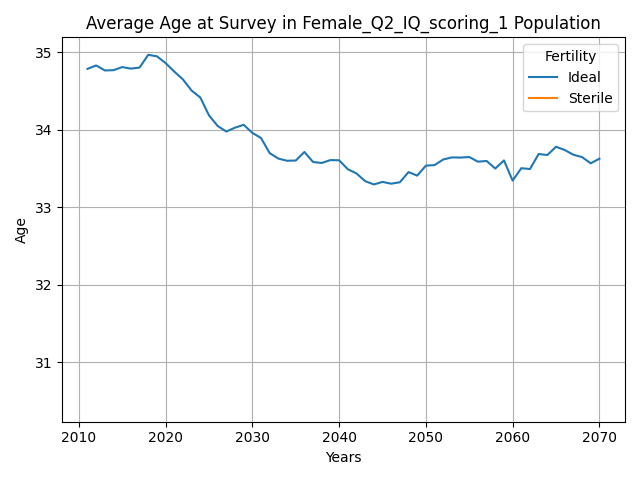 Average Age at Survey in Female_Q2_IQ_scoring_1 Population
35
34
33
32
31
Age
Fertility
Ideal
Sterile
2010 2020 2030 2040 2050 2060 2070
Years